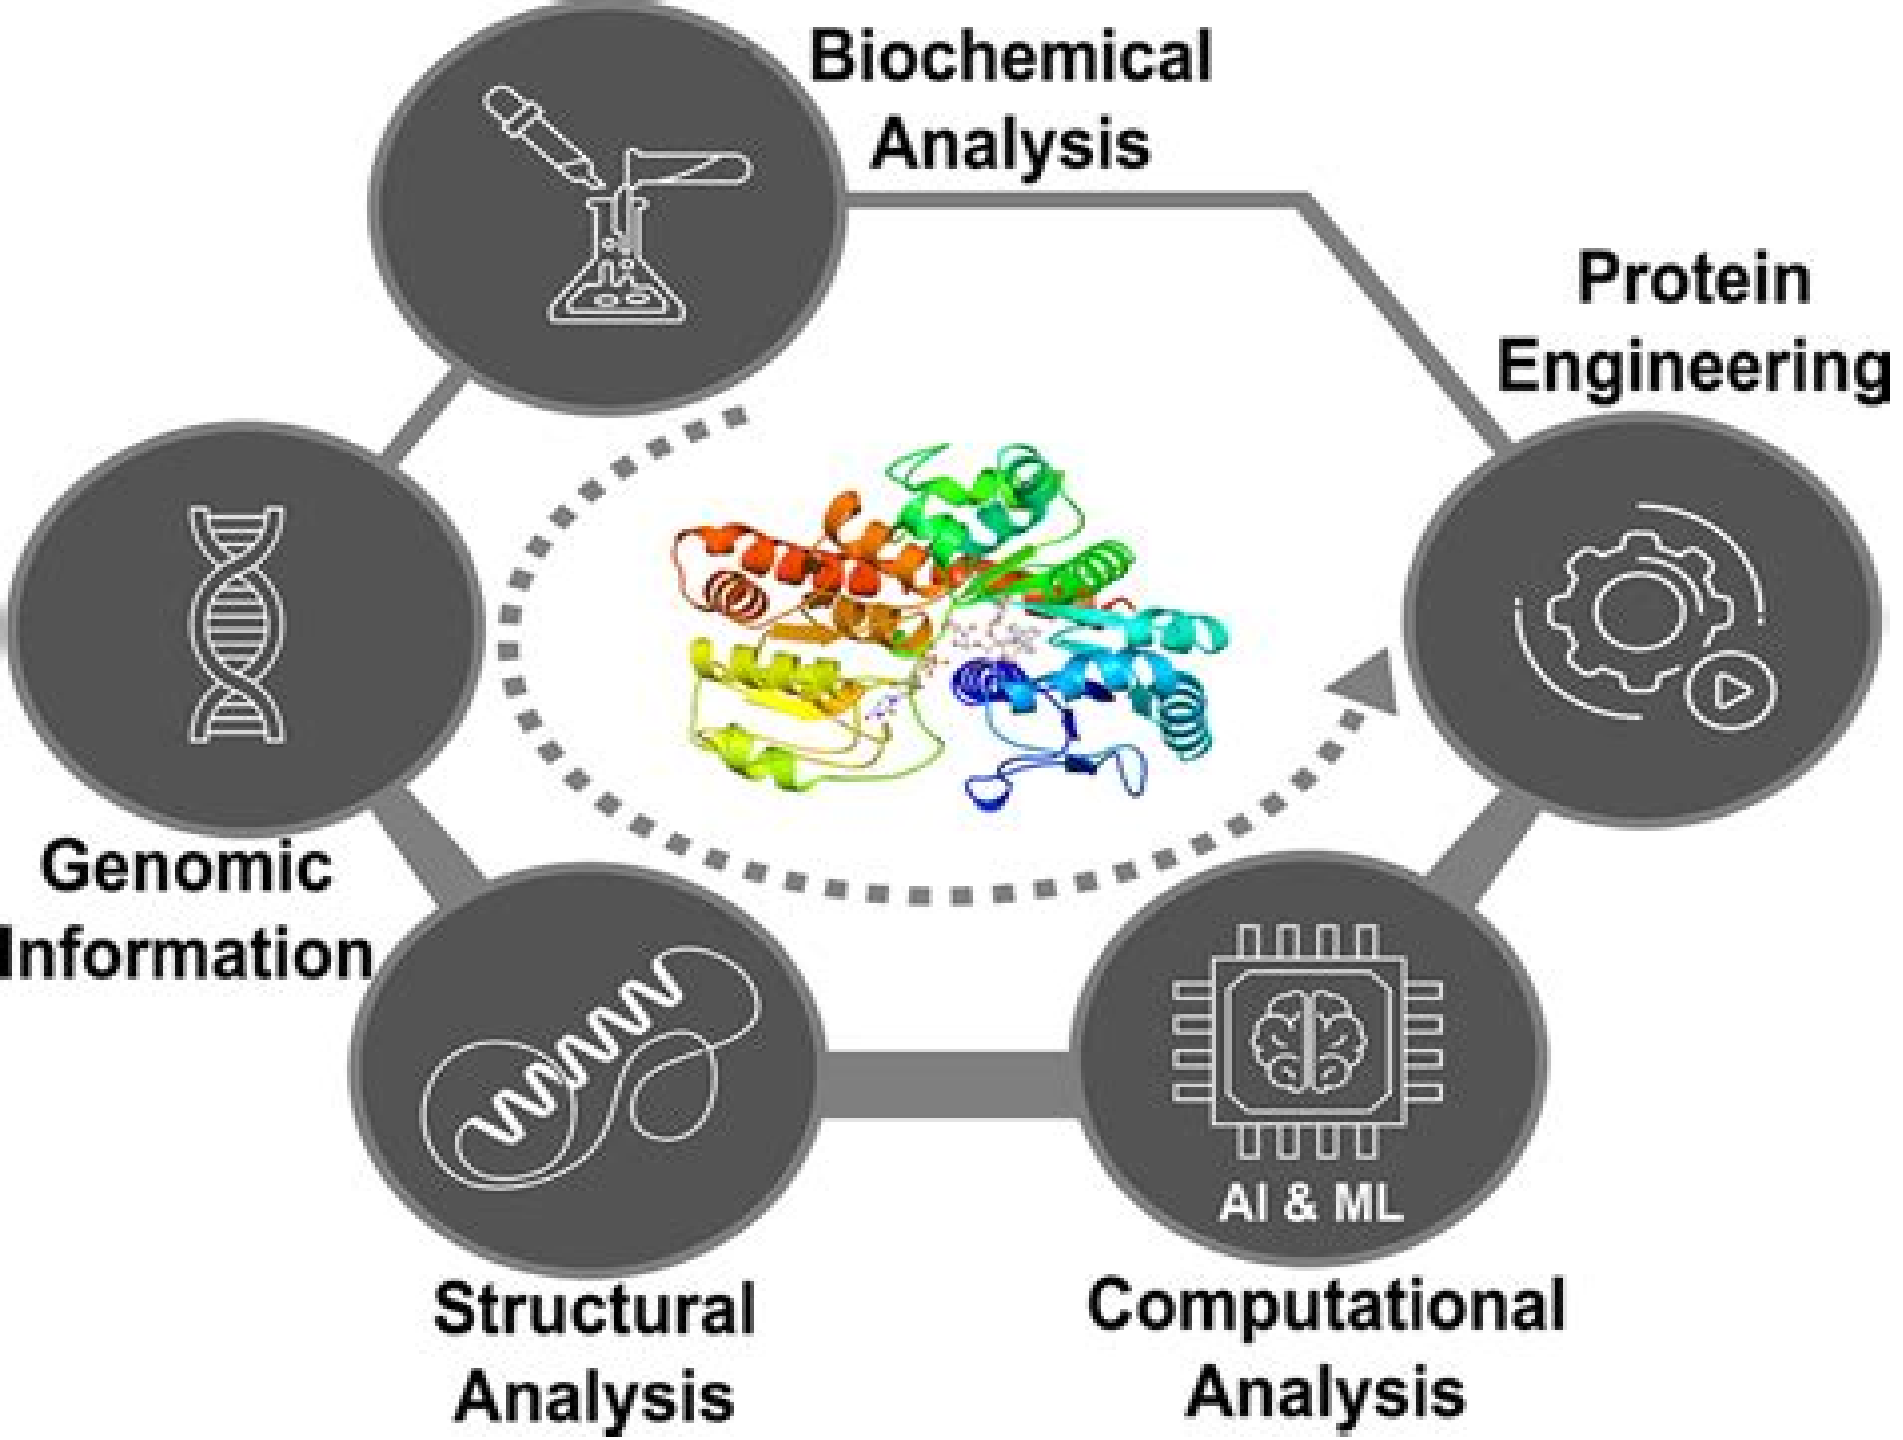 Biochemical
Analysis
Protein
Engineering
Genomic
Information
AI & ML
Structural
Analysis
Computational
Analysis